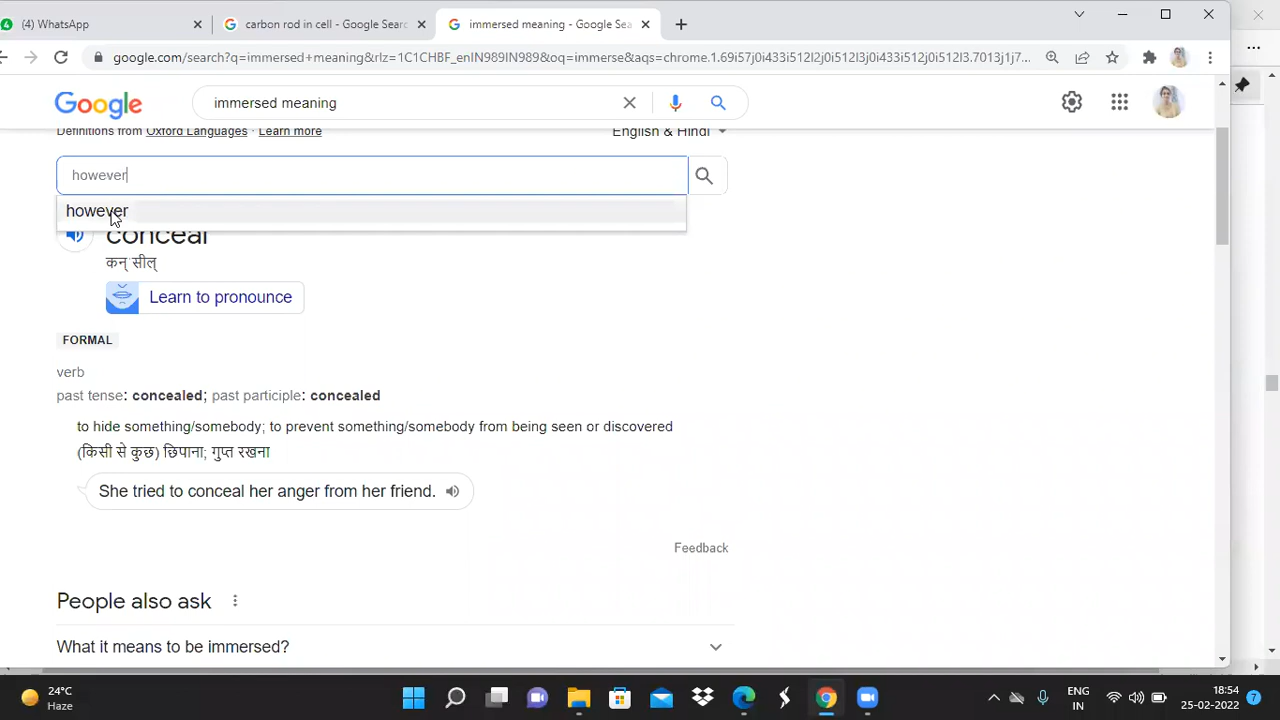 4 (4) WhatsApp
carbon rod in cell - Google Searc
immersed meaning - Google Sea
google.com/search?q=immersed+meaning&rlz=1C1CHBF_enIN989IN989&oq=immerse&aqs=chrome.1.69i57j0i433i512l2j0i512l3j0i433i512j0i512l3.7013j1j7...
Google
immersed meaning
Definitions from Oxford Languages · Learn more
English & Hindi
however
however
conceal
कन् सील्
Learn to pronounce
FORMAL
verb
past tense: concealed; past participle: concealed
to hide something/somebody; to prevent something/somebody from being seen or discovered
(किसी से कुछ) छिपाना; गुप्त रखना
She tried to conceal her anger from her friend.
Feedback
People also ask
What it means to be immersed?
24°C
Haze
ENG
IN
18:54
25-02-2022
7